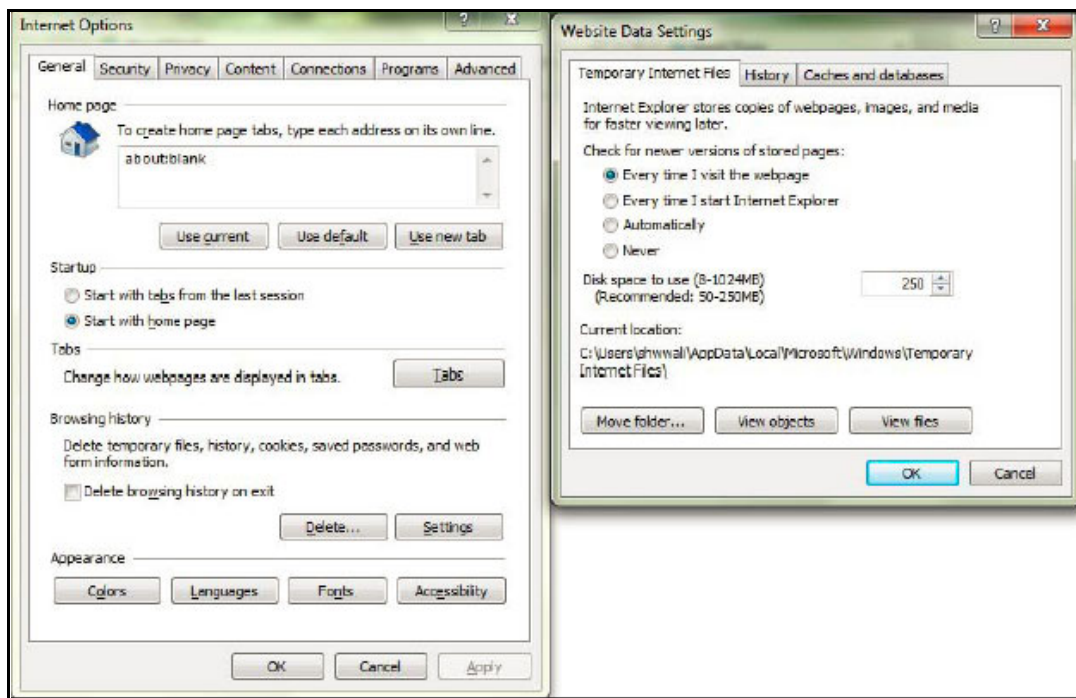 Internet Options
General Security Privacy Content Connections Programs Advanced
Home page
To create home page tabs, type each address on its own line.
about:blank
Use current Use default Use new tab
Startup
Start with tabs from the last session
Start with home page
Tabs
Change how webpages are displayed in tabs.
Tabs
Browsing history
Delete temporary files, history, cookies, saved passwords, and web
form information.
Delete browsing history on exit
Delete... Settings
Appearance
Colors Languages Fonts Accessibility
OK Cancel Apply
Website Data Settings
Temporary Internet Files History Caches and databases
Internet Explorer stores copies of webpages, images, and media
for faster viewing later.
Check for newer versions of stored pages:
Every time I visit the webpage
Every time I start Internet Explorer
Automatically
Never
Disk space to use (8-1024MB)
(Recommended: 50-250MB)
250
Current location:
C:\Users\shwwali\AppData\Local\Microsoft\Windows\Temporary
Internet Files\
Move folder... View objects View files
OK Cancel